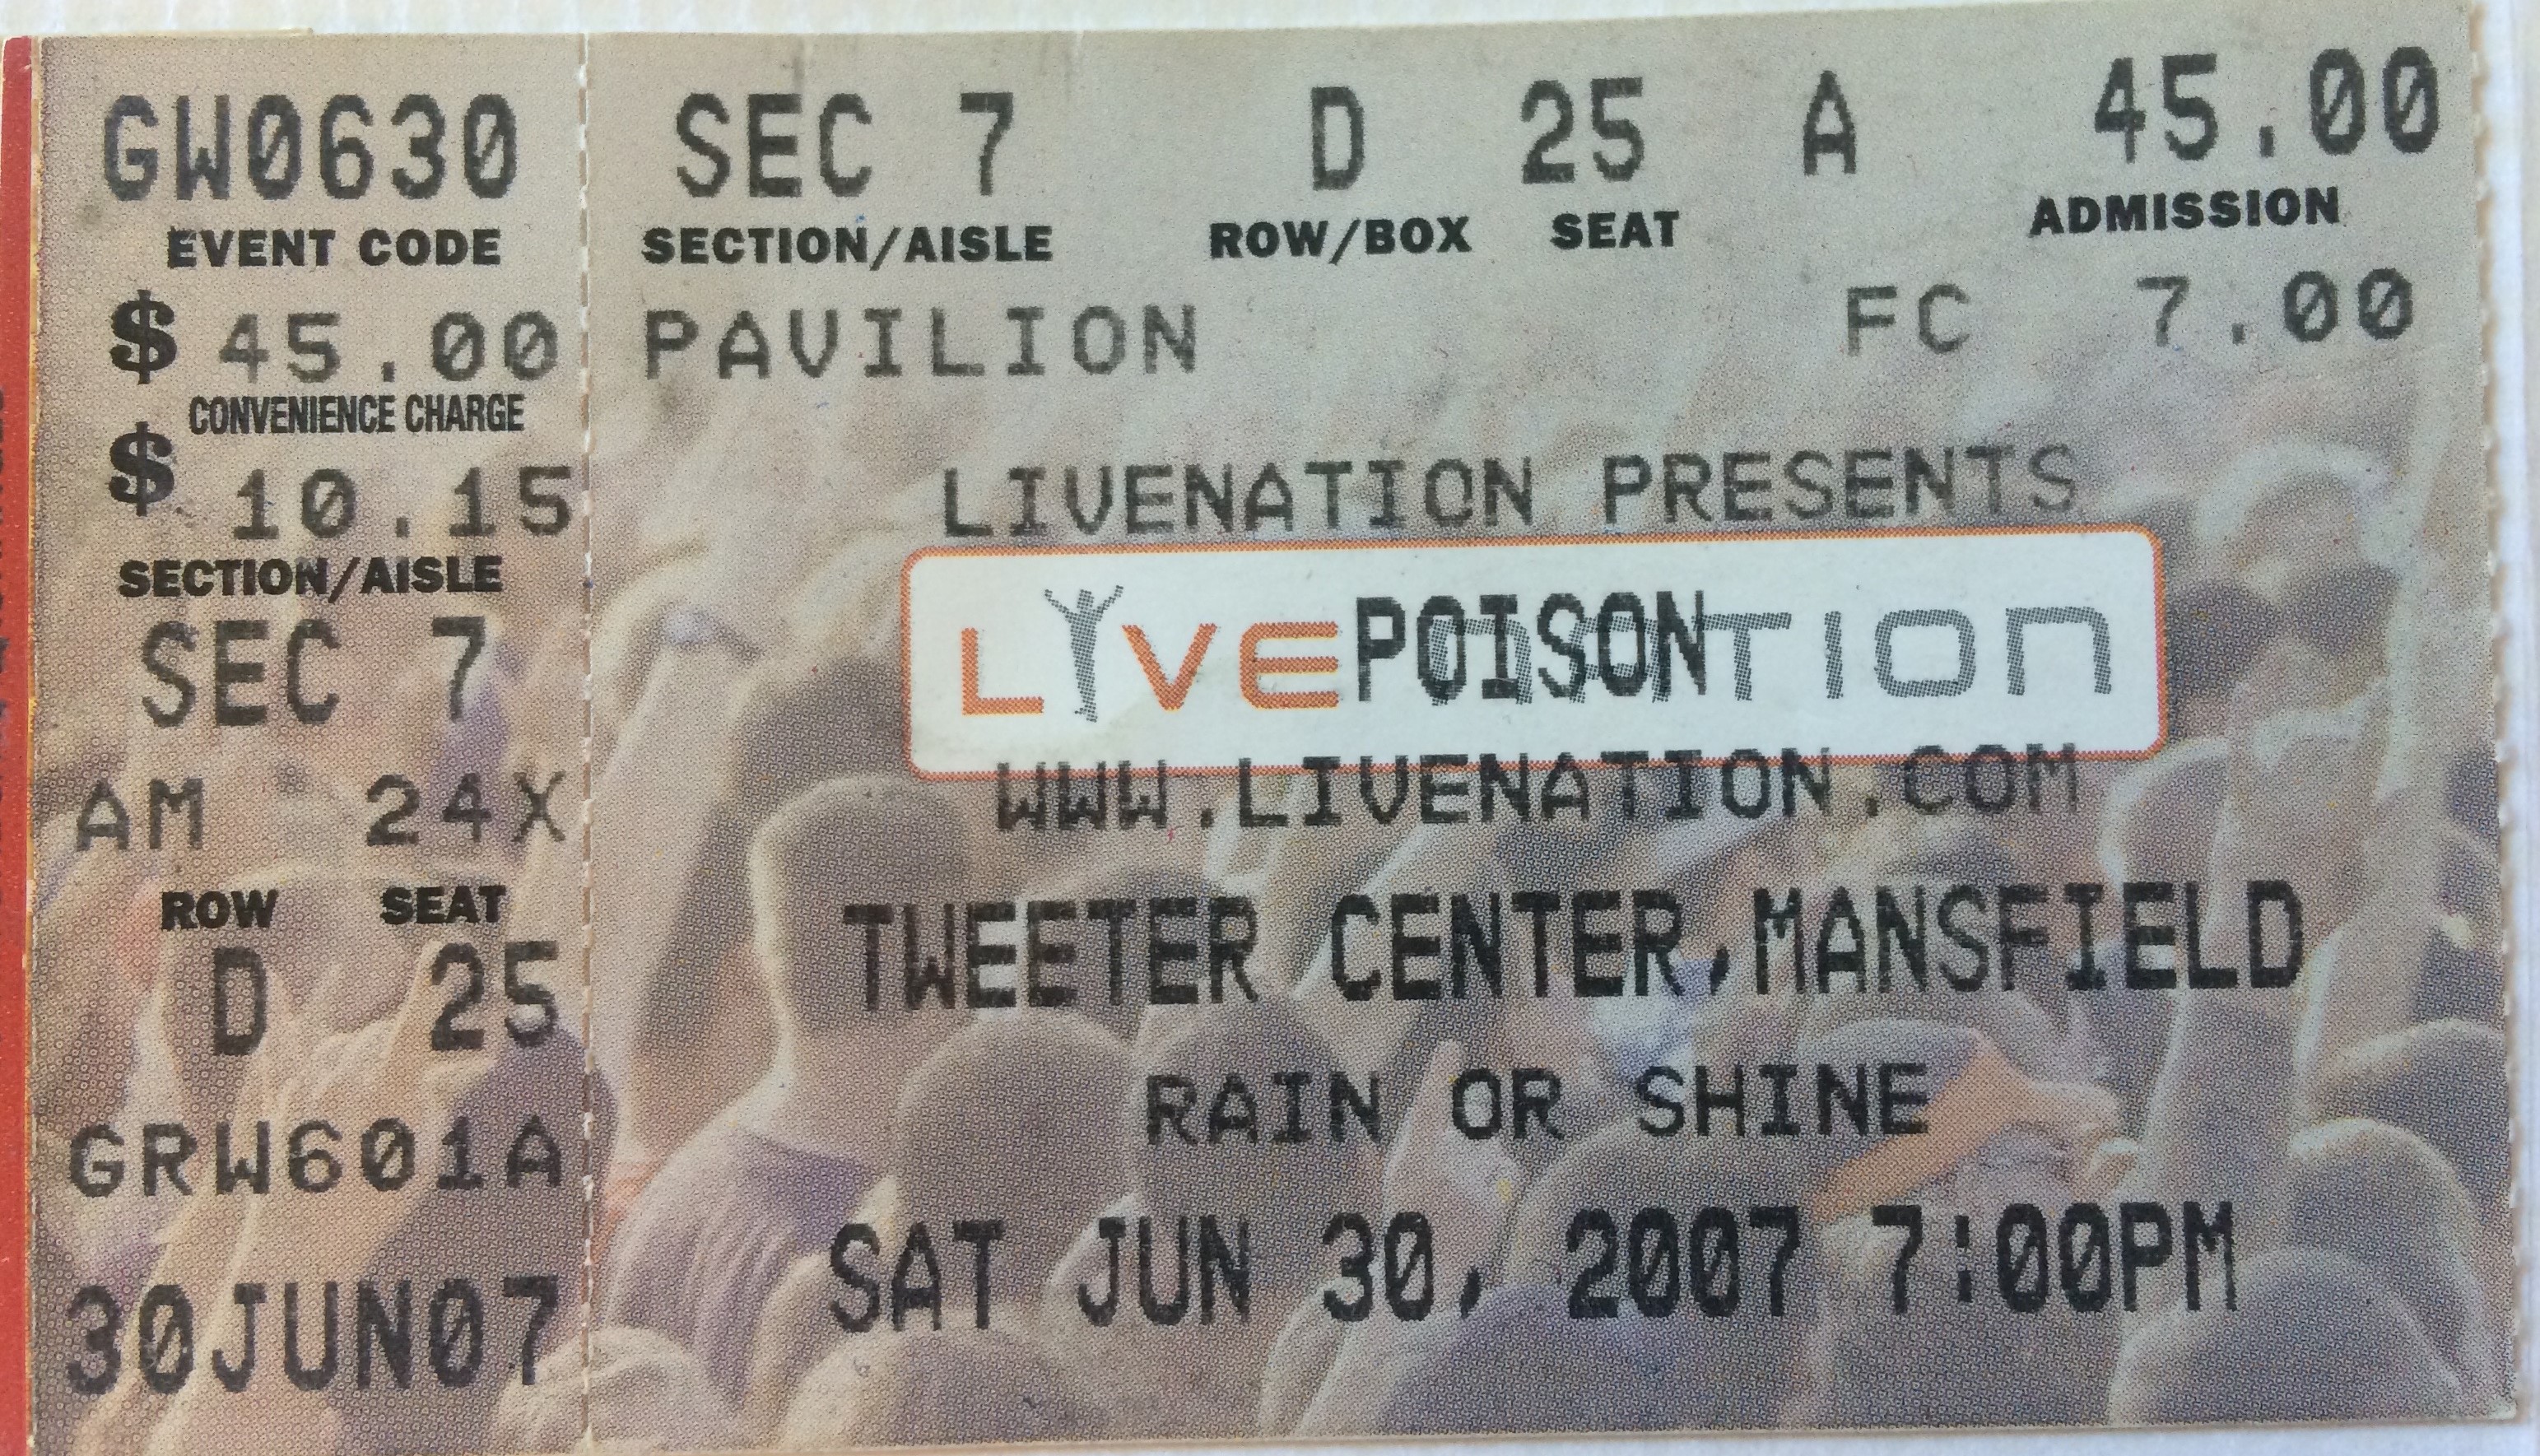 GW0630
EVENT CODE
$ 45.00
CONVENIENCE CHARGE
$ 10.15
SECTION/AISLE
SEC 7
AM 24X
ROW SEAT
D 25
GRW601A
30JUN07
SEC 7 D 25 A 45.00
SECTION/AISLE ROW/BOX SEAT ADMISSION
PAVILION FC 7.00
LIVENATION PRESENTS
LIVE NATION
POISON
WWW.LIVENATION.COM
TWEETER CENTER,MANSFIELD
RAIN OR SHINE
SAT JUN 30, 2007 7:00PM